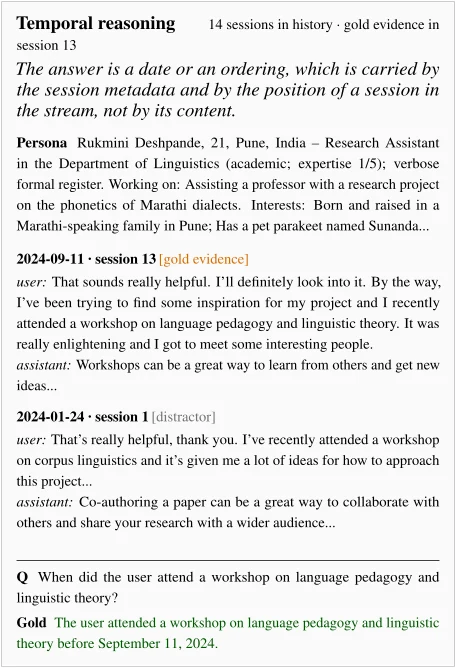 Temporal reasoning 14 sessions in history · gold evidence in
session 13
The answer is a date or an ordering, which is carried by
the session metadata and by the position of a session in
the stream, not by its content.
Persona Rukmini Deshpande, 21, Pune, India – Research Assistant
in the Department of Linguistics (academic; expertise 1/5); verbose
formal register. Working on: Assisting a professor with a research project
on the phonetics of Marathi dialects. Interests: Born and raised in a
Marathi-speaking family in Pune; Has a pet parakeet named Sunanda...
2024-09-11 · session 13 [gold evidence]
user: That sounds really helpful. I'll definitely look into it. By the way,
I've been trying to find some inspiration for my project and I recently
attended a workshop on language pedagogy and linguistic theory. It was
really enlightening and I got to meet some interesting people.
assistant: Workshops can be a great way to learn from others and get new
ideas...
2024-01-24 · session 1 [distractor]
user: That's really helpful, thank you. I've recently attended a workshop
on corpus linguistics and it's given me a lot of ideas for how to approach
this project...
assistant: Co-authoring a paper can be a great way to collaborate with
others and share your research with a wider audience...
Q When did the user attend a workshop on language pedagogy and
linguistic theory?
Gold The user attended a workshop on language pedagogy and linguistic
theory before September 11, 2024.